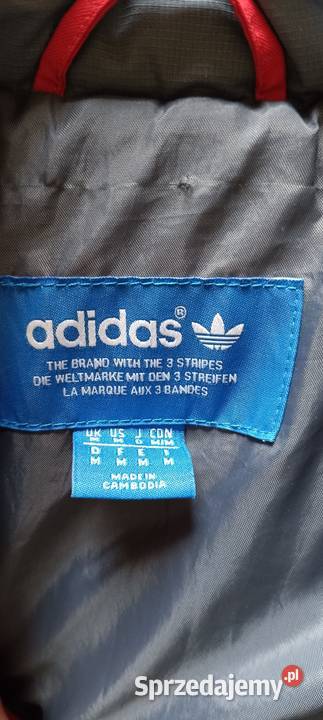 adidas®
THE BRAND WITH THE 3 STRIPES
DIE WELTMARKE MIT DEN 3 STREIFEN
LA MARQUE AUX 3 BANDES
UK US J CDN
M M O M/M
D F E I
M M M M
MADE IN
CAMBODIA
Sprzedajemy.pl